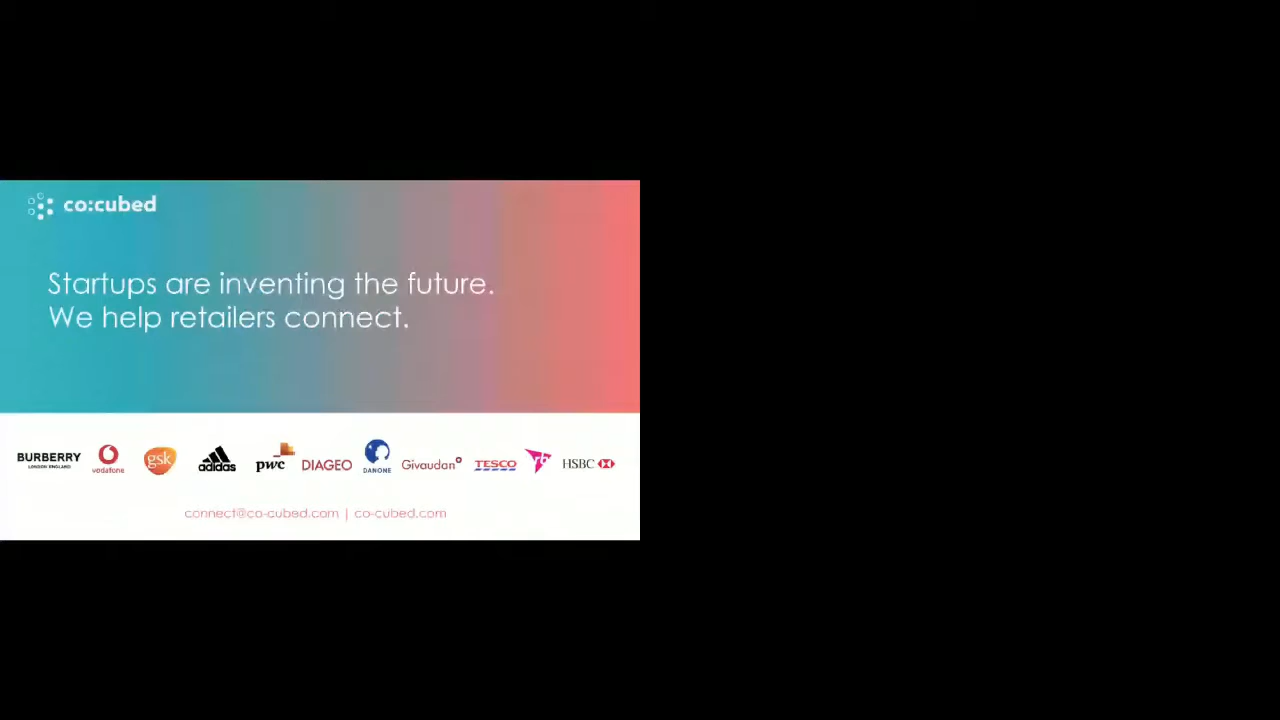 co:cubed
Startups are inventing the future.
We help retailers connect.
BURBERRY
LONDON ENGLAND
vodafone
gsk
adidas
pwc
DIAGEO
DANONE
Givaudan
TESCO
rb
HSBC
connect@co-cubed.com | co-cubed.com